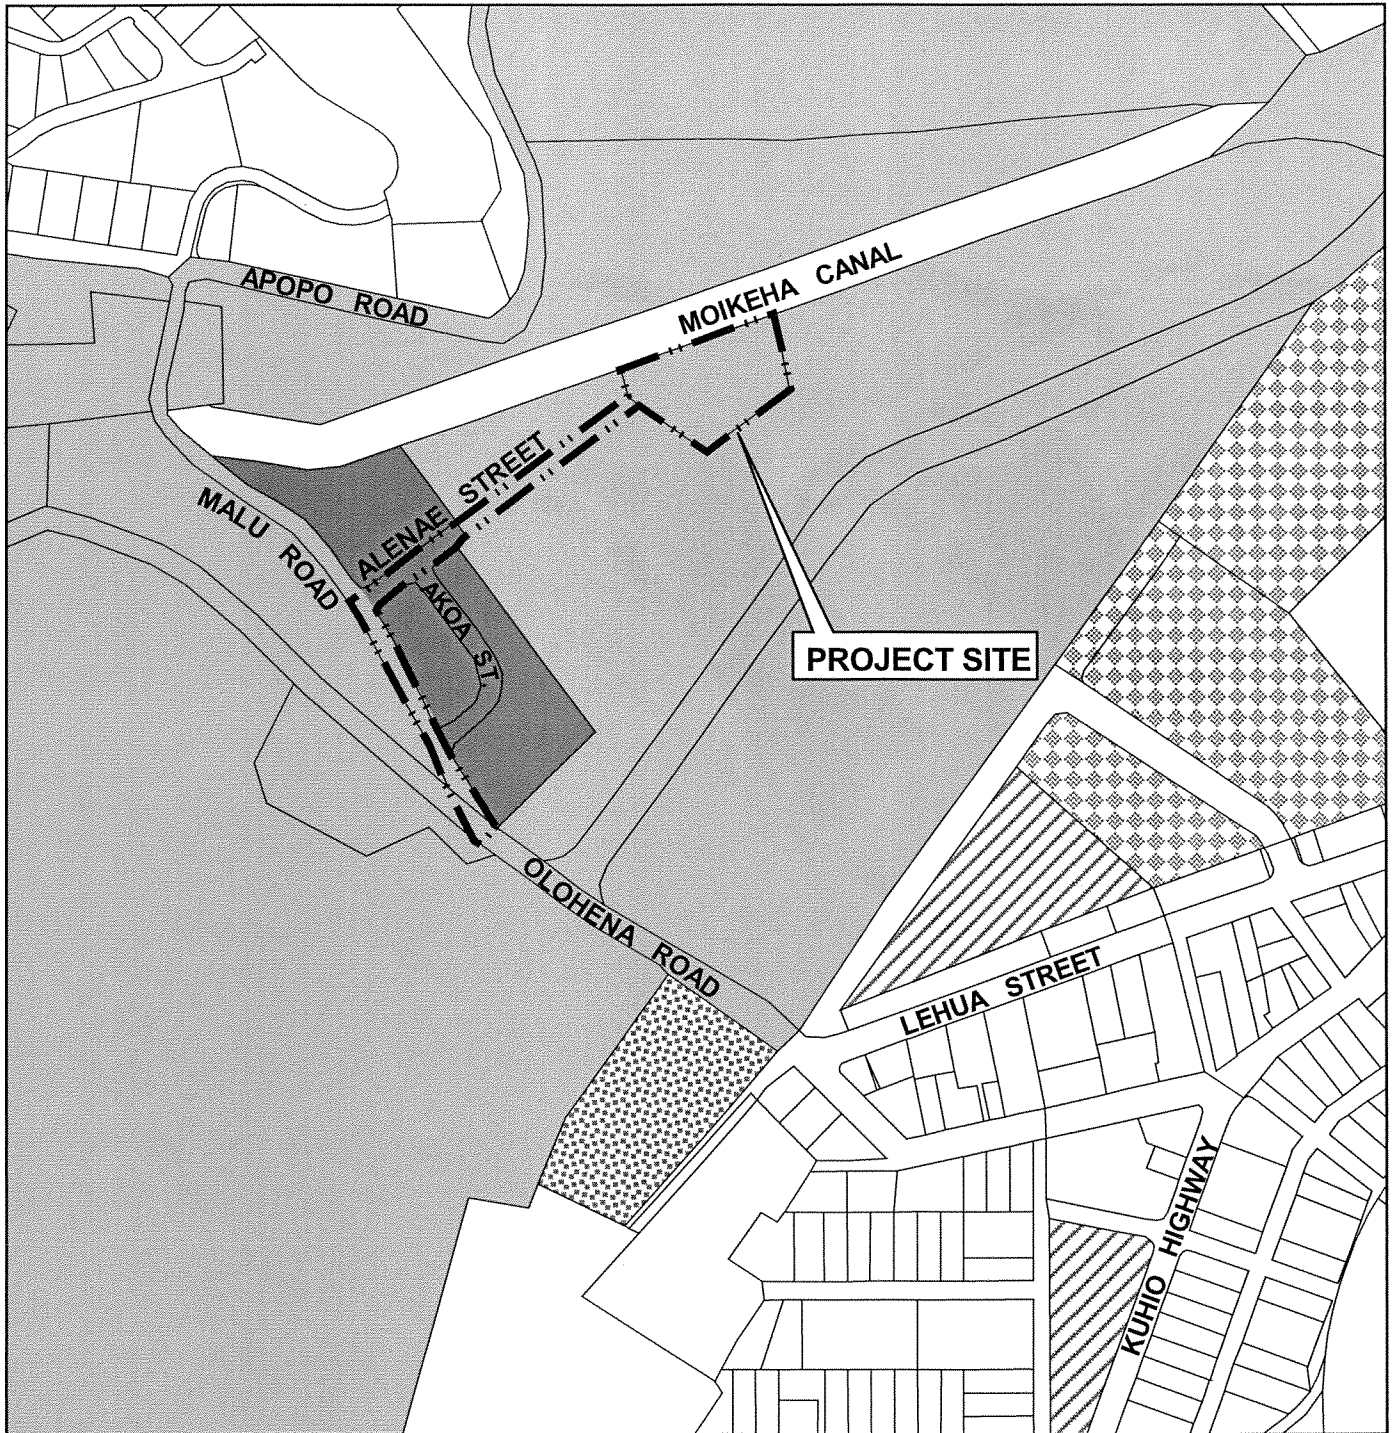 APOPO ROAD
MOIKEHA CANAL
ALENAE STREET
MALU ROAD
AKOA ST.
PROJECT SITE
OLOHENA ROAD
LEHUA STREET
KUHIO HIGHWAY